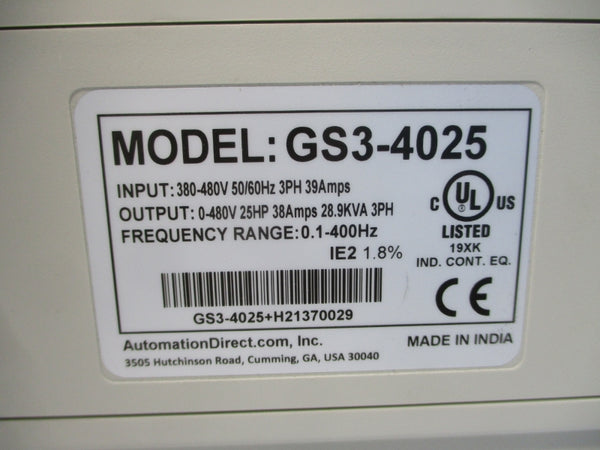 MODEL: GS3-4025
INPUT: 380-480V 50/60Hz 3PH 39Amps
OUTPUT: 0-480V 25HP 38Amps 28.9KVA 3PH
FREQUENCY RANGE: 0.1-400Hz
IE2 1.8%
C UL US
LISTED
19XK
IND. CONT. EQ.
CE
GS3-4025+H21370029
AutomationDirect.com, Inc.
3505 Hutchinson Road, Cumming, GA, USA 30040
MADE IN INDIA